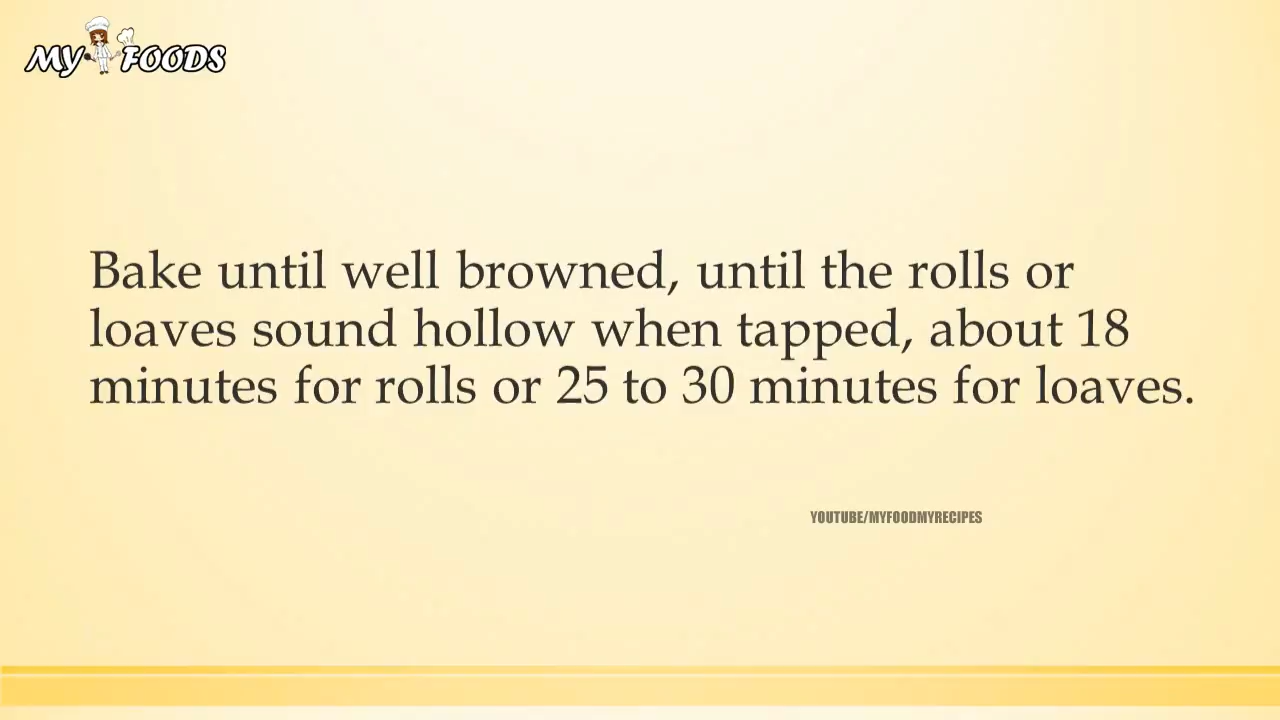 MY FOODS
Bake until well browned, until the rolls or
loaves sound hollow when tapped, about 18
minutes for rolls or 25 to 30 minutes for loaves.
YOUTUBE/MYFOODMYRECIPES